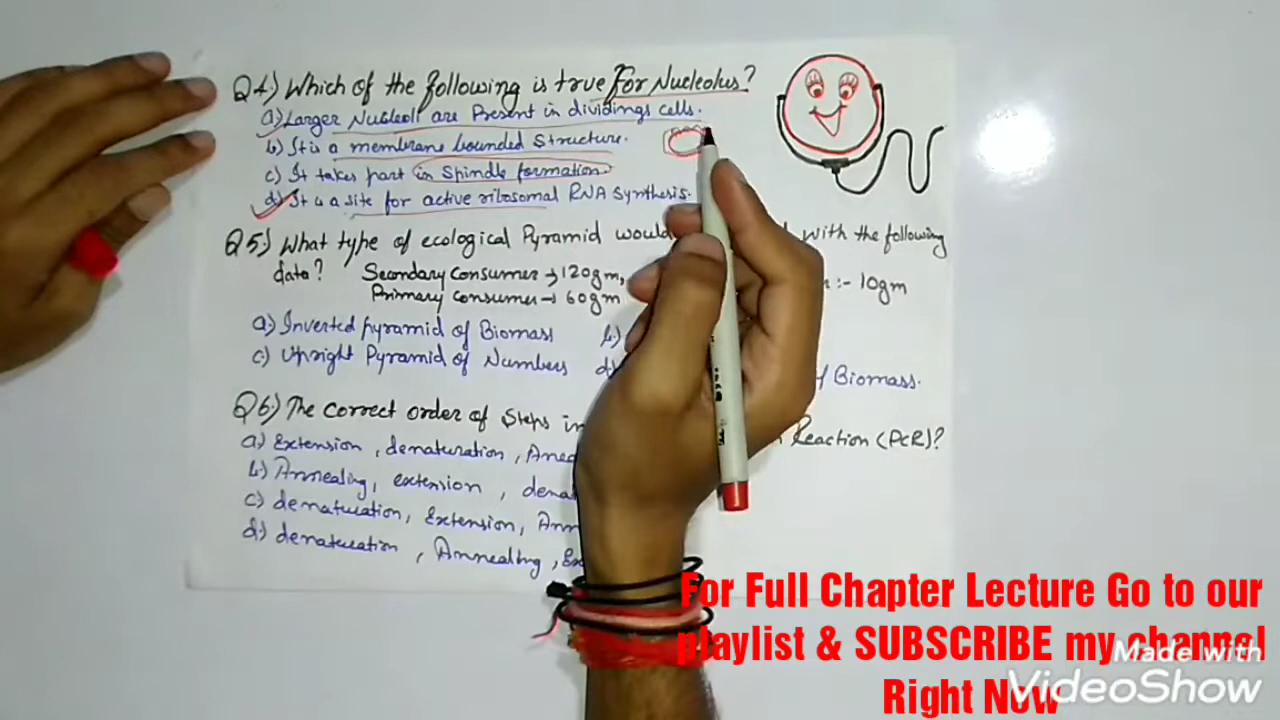 Q4) Which of the following is true for Nucleolus?
a) Larger Nucleoli are Present in dividings cells.
b) It is a membrane bounded Structure.
c) It takes part in Spindle formation.
d) It is a site for active ribosomal RNA Synthesis.
Q5.) What type of ecological Pyramid would with the following
data? Secondary Consumer → 120gm, :- 10gm
Primary consumer → 60gm
a.) Inverted pyramid of Biomass b.)
c) Upright Pyramid of Numbers d) of Biomass.
Q6) The correct order of Steps in Reaction (PCR)?
a) Extension, denaturation,
b) Annealing, extension,
c) denaturation, Extension,
d.) denaturation, Annealing,
For Full Chapter Lecture Go to our
playlist & SUBSCRIBE my channel
Right Now
Made with
VideoShow